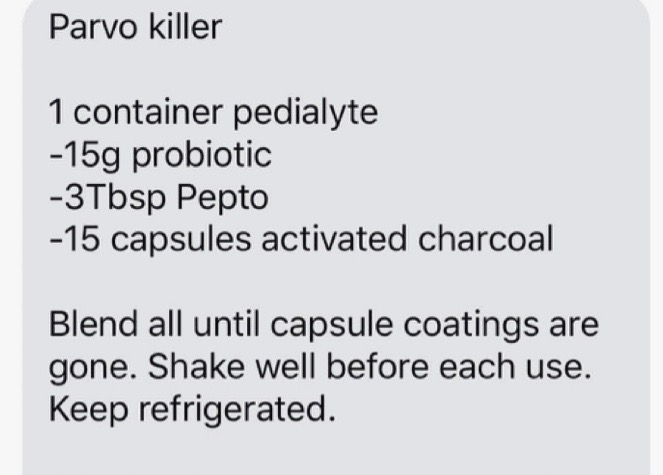 Parvo killer
1 container pedialyte
-15g probiotic
-3Tbsp Pepto
-15 capsules activated charcoal
Blend all until capsule coatings are
gone. Shake well before each use.
Keep refrigerated.